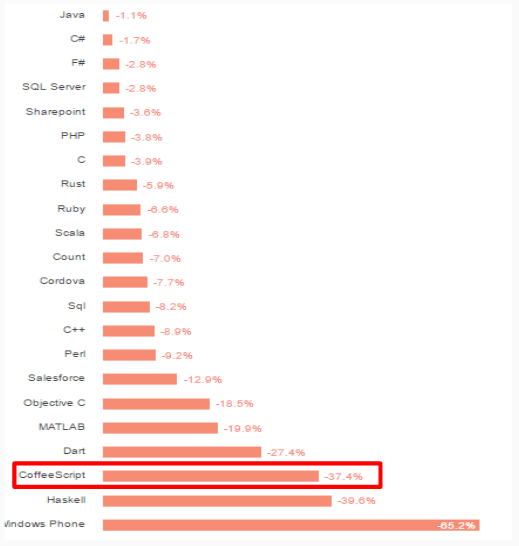 Java -1.1%
C# -1.7%
F# -2.8%
SQL Server -2.8%
Sharepoint -3.6%
PHP -3.8%
C -3.9%
Rust -5.9%
Ruby -6.6%
Scala -6.8%
Count -7.0%
Cordova -7.7%
Sql -8.2%
C++ -8.9%
Perl -9.2%
Salesforce -12.9%
Objective C -18.5%
MATLAB -19.9%
Dart -27.4%
CoffeeScript -37.4%
Haskell -39.6%
Windows Phone -65.2%